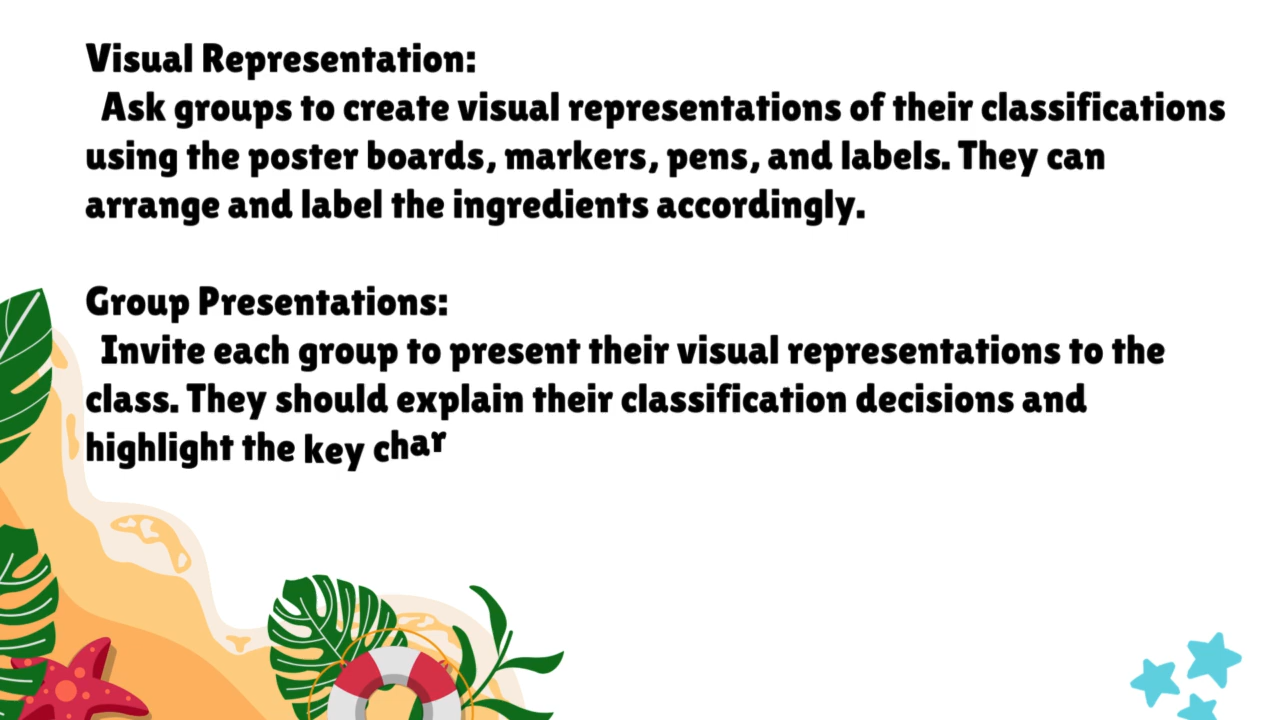 Visual Representation:
Ask groups to create visual representations of their classifications
using the poster boards, markers, pens, and labels. They can
arrange and label the ingredients accordingly.
Group Presentations:
Invite each group to present their visual representations to the
class. They should explain their classification decisions and
highlight the key char